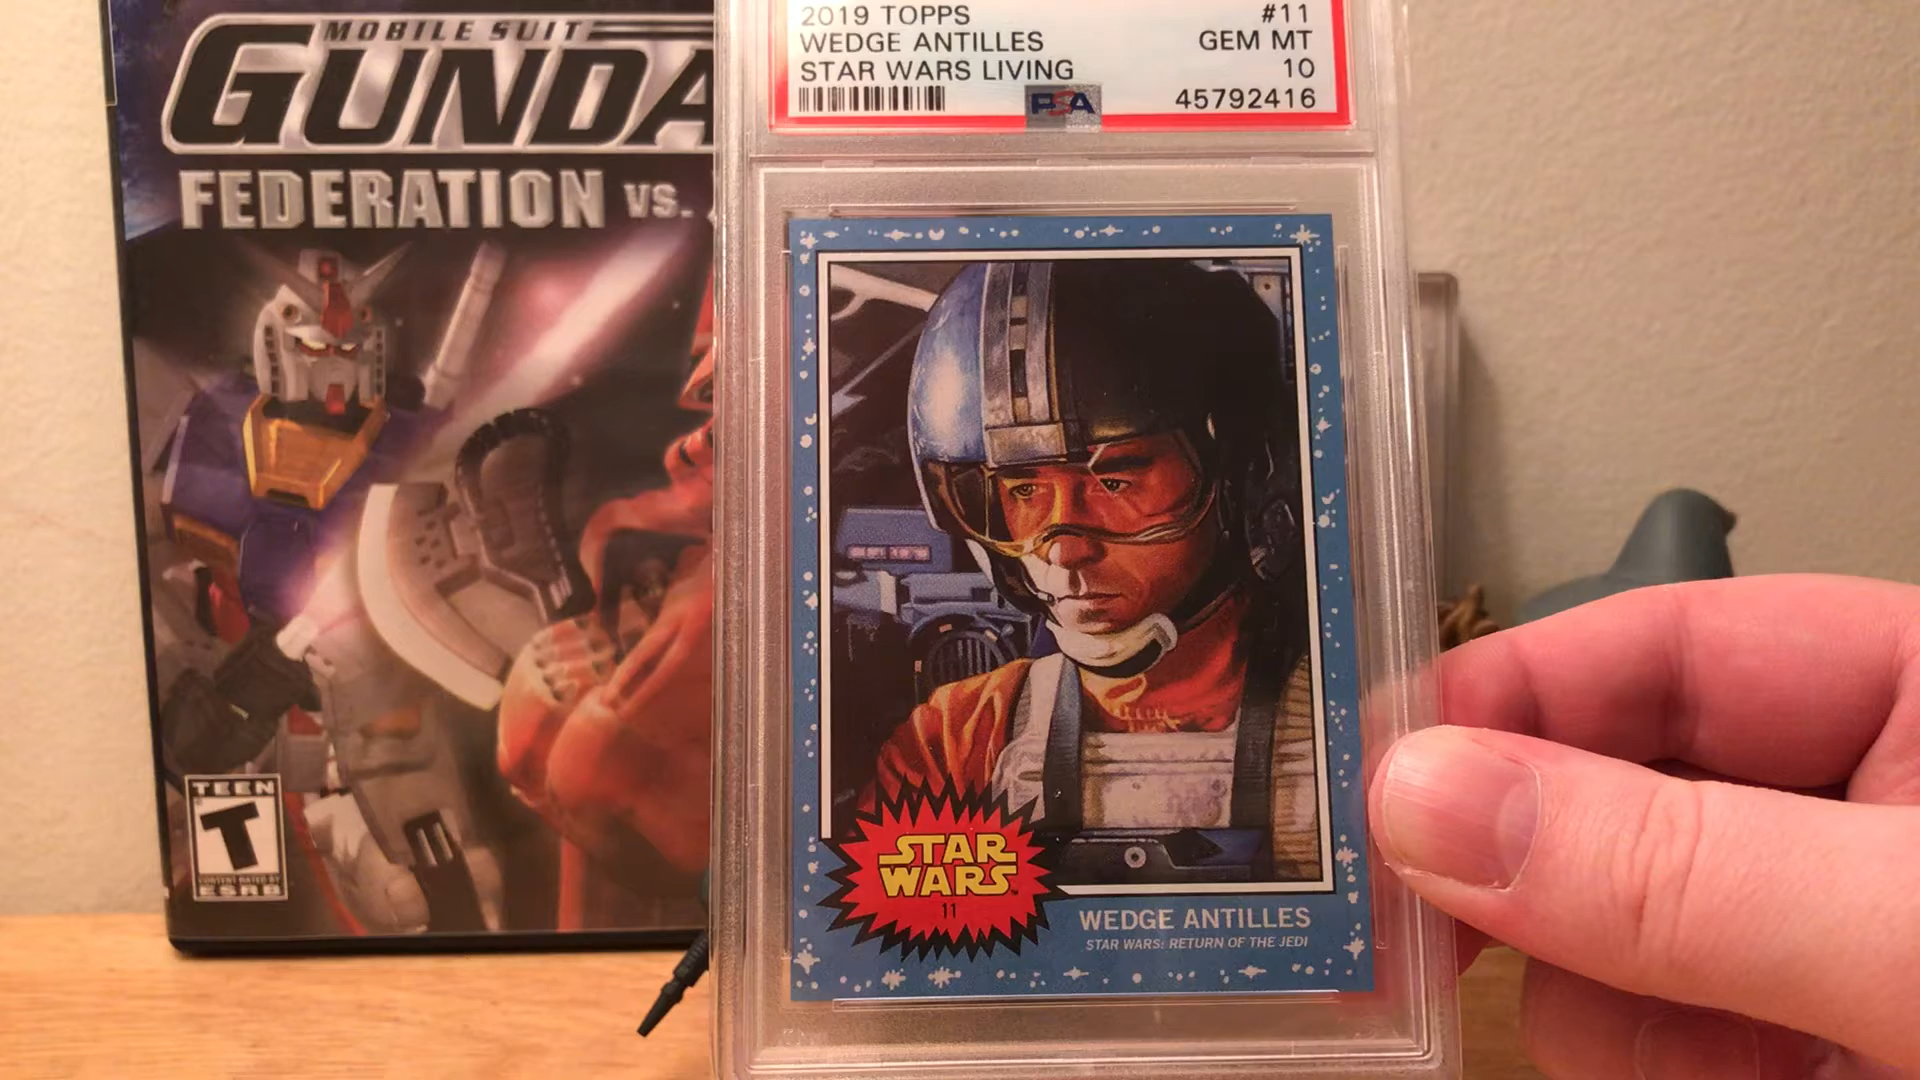 MOBILE SUIT
GUNDA
FEDERATION VS.
TEEN
T
CONTENT RATED BY
ESRB
2019 TOPPS #11
WEDGE ANTILLES GEM MT
STAR WARS LIVING 10
PSA 45792416
STAR
WARS
11
WEDGE ANTILLES
STAR WARS: RETURN OF THE JEDI